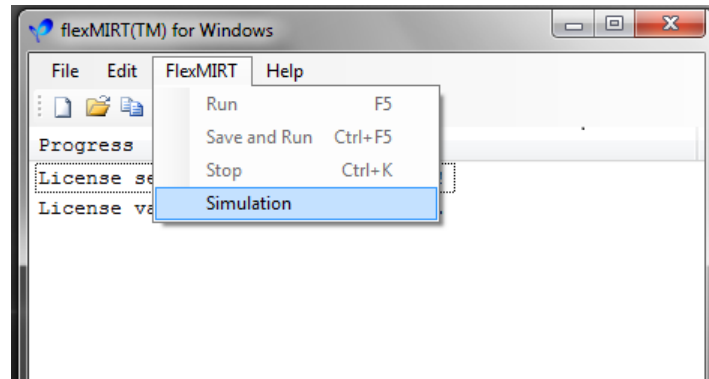 flexMIRT(TM) for Windows
File Edit FlexMIRT Help
Run F5
Progress
Save and Run Ctrl+F5
License se
Stop Ctrl+K
License va
Simulation